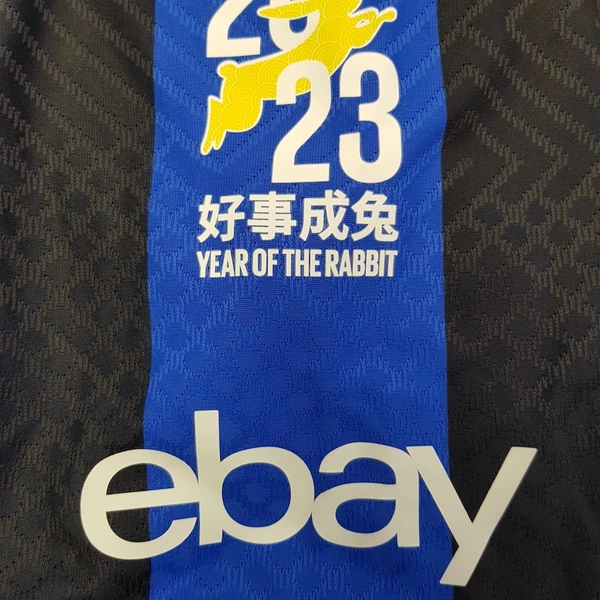 2023
好事成兔
YEAR OF THE RABBIT
ebay